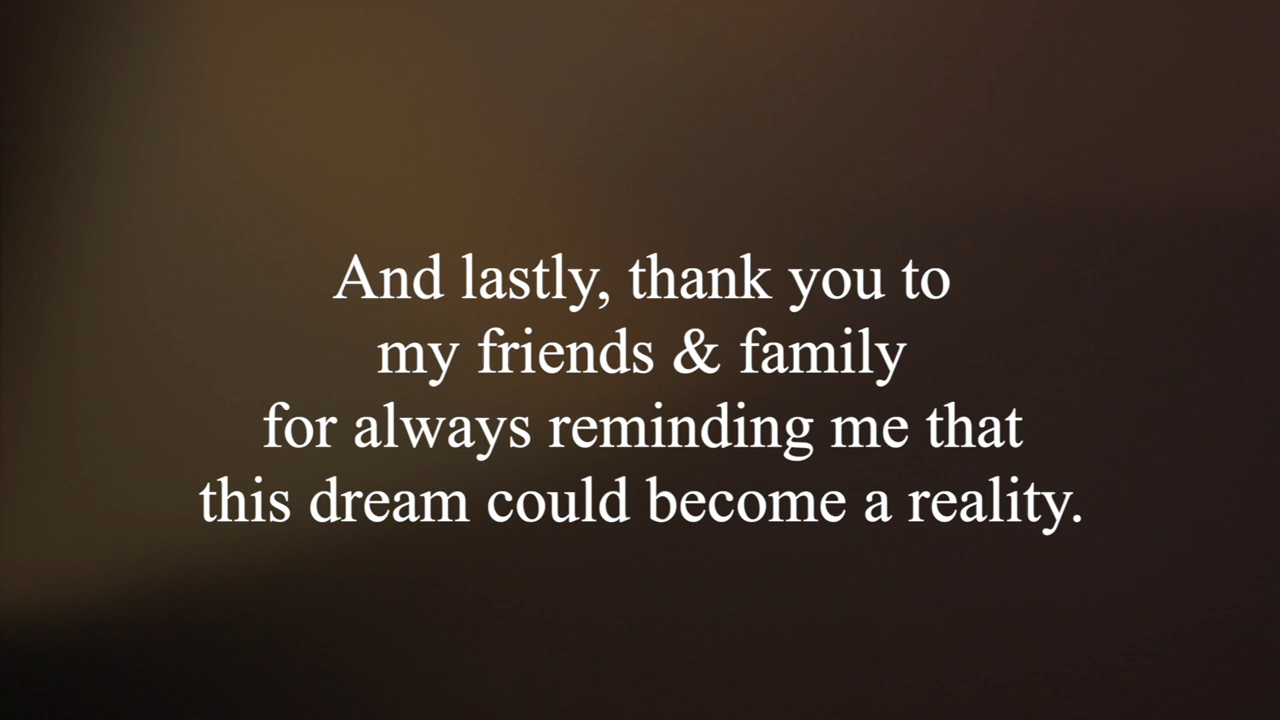 And lastly, thank you to
my friends & family
for always reminding me that
this dream could become a reality.